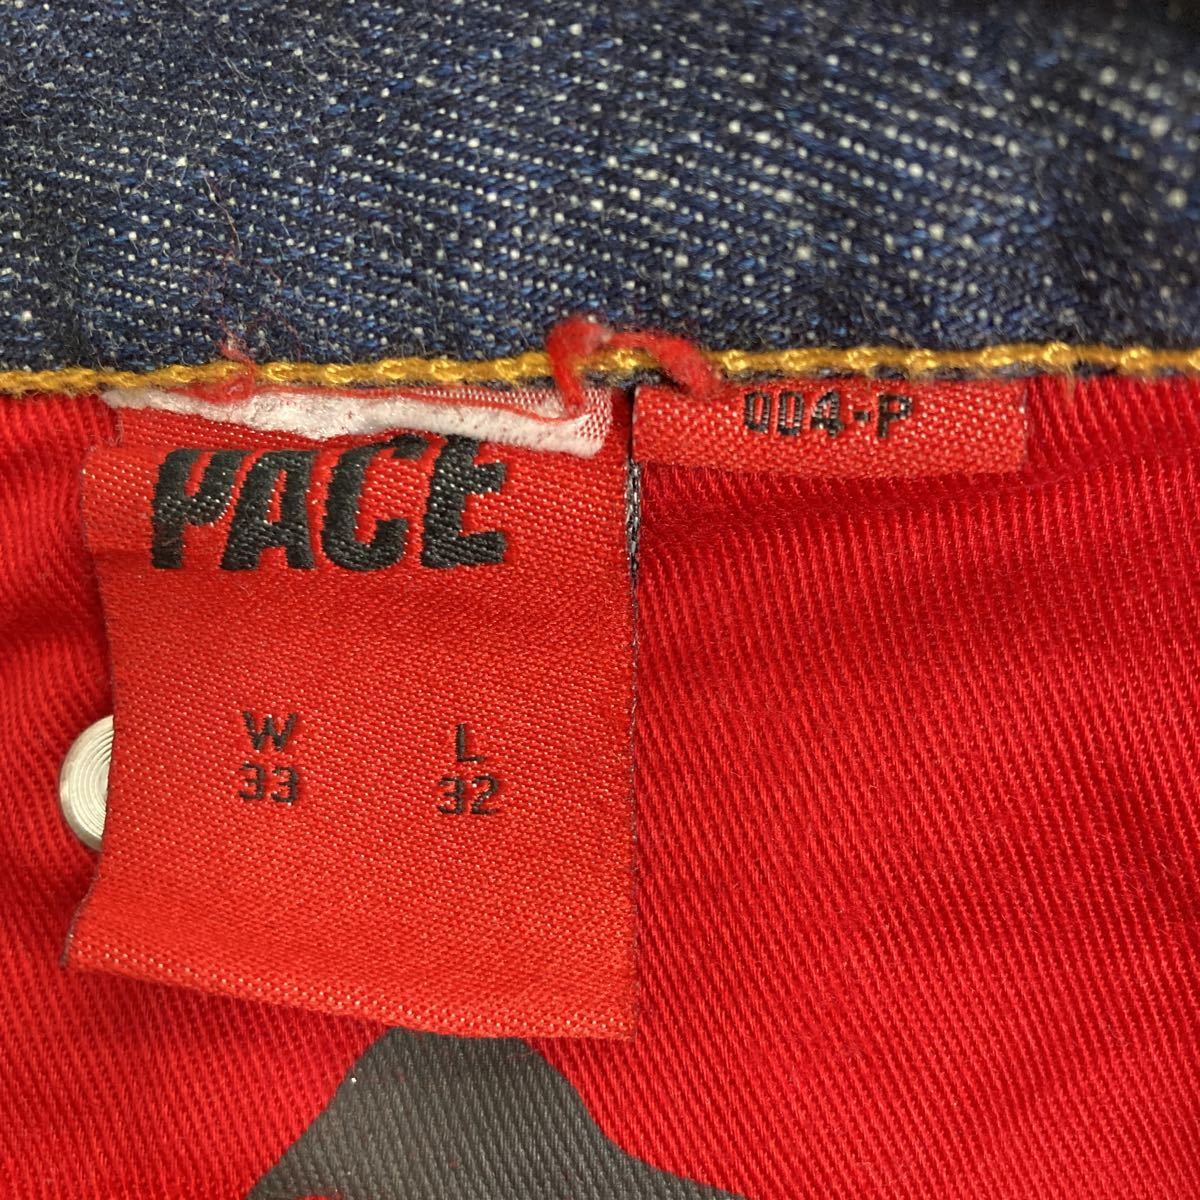 004-P
PACE
W L
33 32